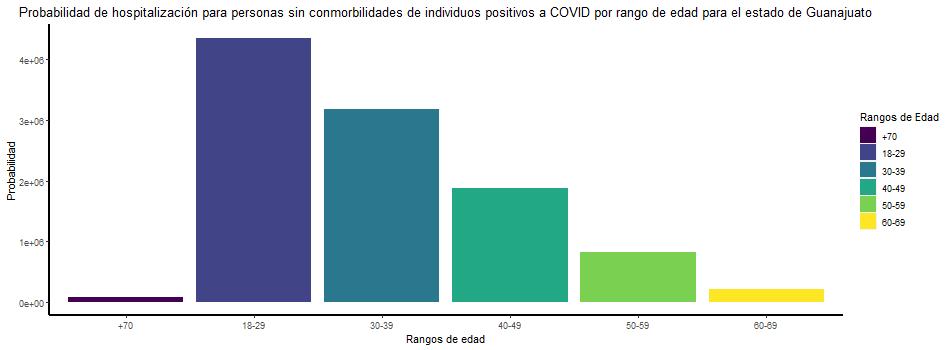 Probabilidad de hospitalización para personas sin conmorbilidades de individuos positivos a COVID por rango de edad para el estado de Guanajuato
4e+06
3e+06
2e+06
1e+06
0e+00
Probabilidad
+70
18-29
30-39
40-49
50-59
60-69
Rangos de edad
Rangos de Edad
+70
18-29
30-39
40-49
50-59
60-69